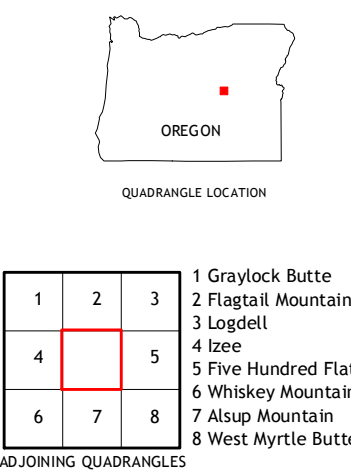 OREGON
QUADRANGLE LOCATION
1 2 3
4 5
6 7 8
1 Graylock Butte
2 Flagtail Mountain
3 Logdell
4 Izee
5 Five Hundred Flat
6 Whiskey Mountain
7 Alsup Mountain
8 West Myrtle Butte
ADJOINING QUADRANGLES